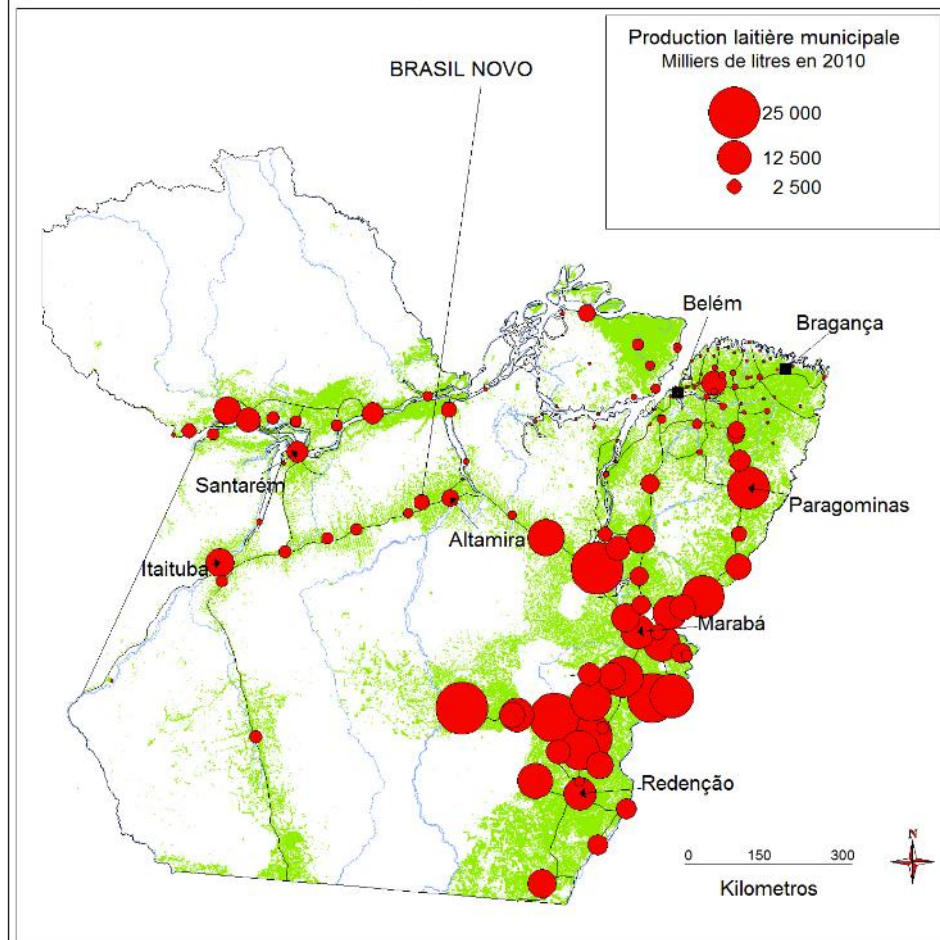 Production laitière municipale
Milliers de litres en 2010
25 000
12 500
2 500
BRASIL NOVO
Belém
Bragança
Santarém
Paragominas
Altamira
Itaituba
Marabá
Redenção
N
0 150 300
Kilometros